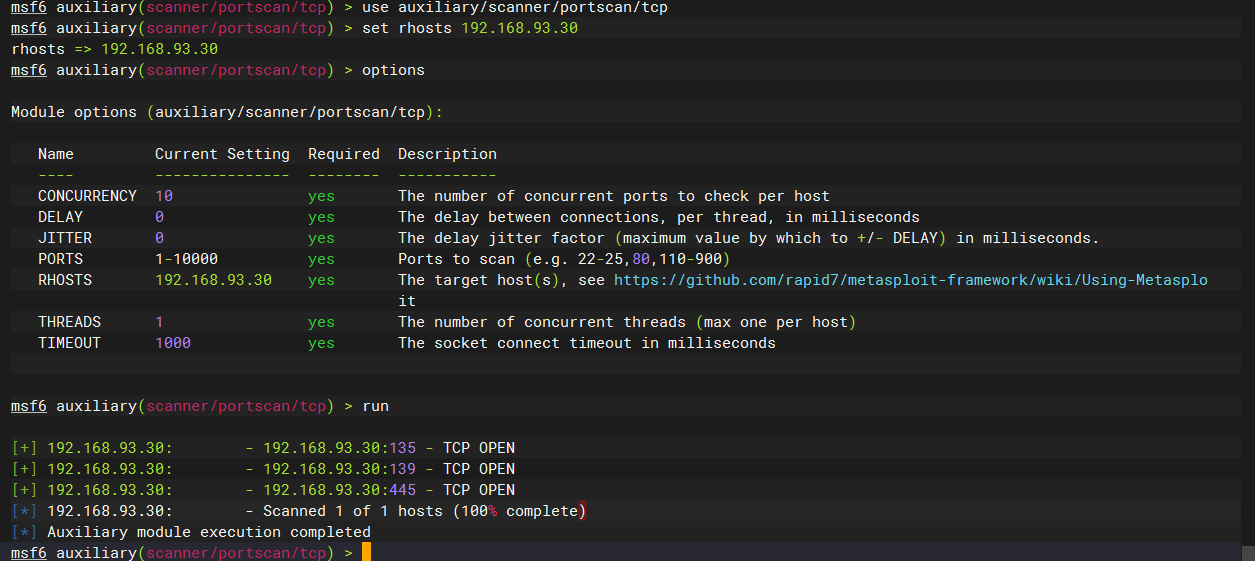 msf6 auxiliary(scanner/portscan/tcp) > use auxiliary/scanner/portscan/tcp
msf6 auxiliary(scanner/portscan/tcp) > set rhosts 192.168.93.30
rhosts => 192.168.93.30
msf6 auxiliary(scanner/portscan/tcp) > options
Module options (auxiliary/scanner/portscan/tcp):
Name Current Setting Required Description
---- --------------- -------- -----------
CONCURRENCY 10 yes The number of concurrent ports to check per host
DELAY 0 yes The delay between connections, per thread, in milliseconds
JITTER 0 yes The delay jitter factor (maximum value by which to +/- DELAY) in milliseconds.
PORTS 1-10000 yes Ports to scan (e.g. 22-25,80,110-900)
RHOSTS 192.168.93.30 yes The target host(s), see https://github.com/rapid7/metasploit-framework/wiki/Using-Metasplo
it
THREADS 1 yes The number of concurrent threads (max one per host)
TIMEOUT 1000 yes The socket connect timeout in milliseconds
msf6 auxiliary(scanner/portscan/tcp) > run
[+] 192.168.93.30: - 192.168.93.30:135 - TCP OPEN
[+] 192.168.93.30: - 192.168.93.30:139 - TCP OPEN
[+] 192.168.93.30: - 192.168.93.30:445 - TCP OPEN
[*] 192.168.93.30: - Scanned 1 of 1 hosts (100% complete)
[*] Auxiliary module execution completed
msf6 auxiliary(scanner/portscan/tcp) >